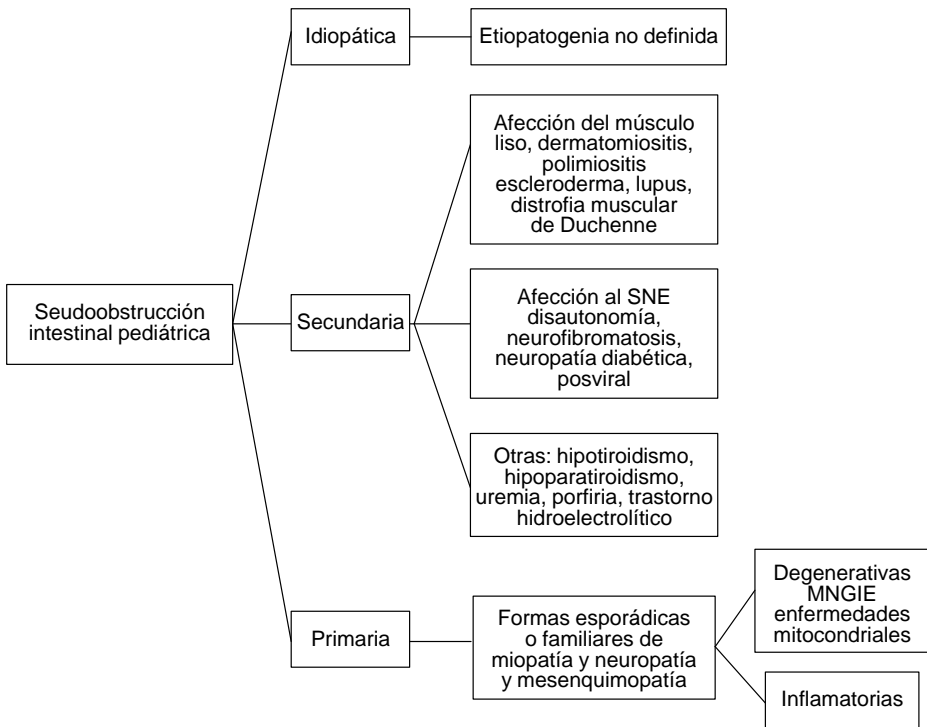 Idiopática
Etiopatogenia no definida
Afección del músculo
liso, dermatomiositis,
polimiositis
escleroderma, lupus,
distrofia muscular
de Duchenne
Seudoobstrucción
intestinal pediátrica
Secundaria
Afección al SNE
disautonomía,
neurofibromatosis,
neuropatía diabética,
posviral
Otras: hipotiroidismo,
hipoparatiroidismo,
uremia, porfiria, trastorno
hidroelectrolítico
Primaria
Formas esporádicas
o familiares de
miopatía y neuropatía
y mesenquimopatía
Degenerativas
MNGIE
enfermedades
mitocondriales
Inflamatorias